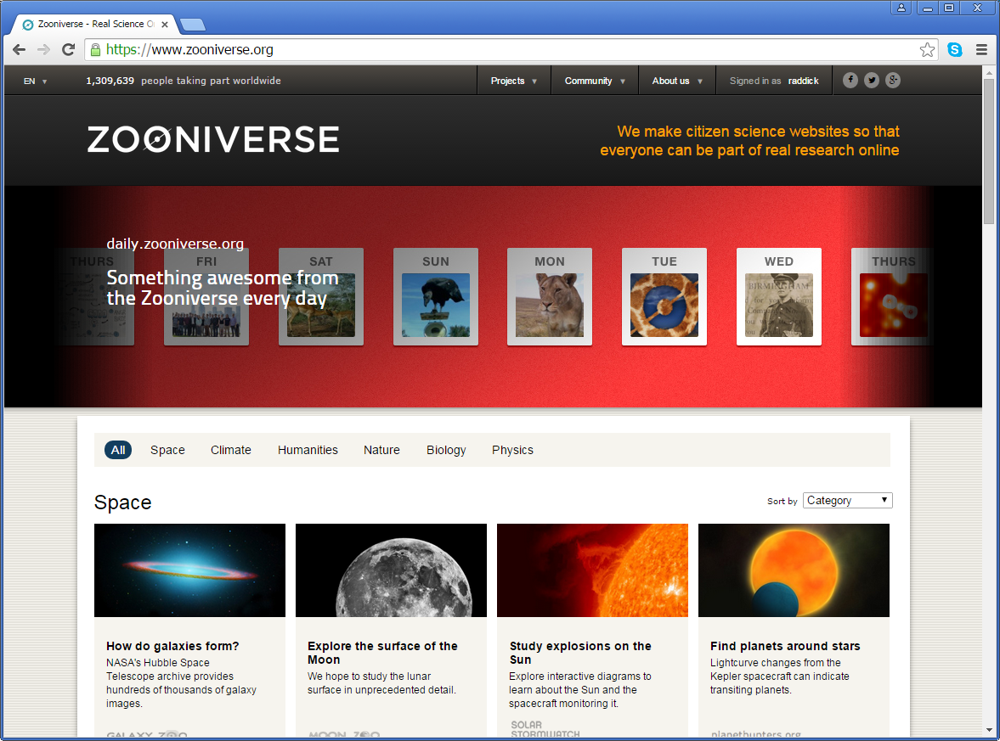 Zooniverse - Real Science O
https://www.zooniverse.org
EN
1,309,639 people taking part worldwide
Projects
Community
About us
Signed in as raddick
ZOONIVERSE
We make citizen science websites so that
everyone can be part of real research online
daily.zooniverse.org
Something awesome from
the Zooniverse every day
THURS
FRI
SAT
SUN
MON
TUE
WED
THURS
BIRMINGHAM
All
Space
Climate
Humanities
Nature
Biology
Physics
Space
Sort by
Category
How do galaxies form?
NASA's Hubble Space
Telescope archive provides
hundreds of thousands of galaxy
images.
GALAXY ZOO
Explore the surface of the
Moon
We hope to study the lunar
surface in unprecedented detail.
MOON ZOO
Study explosions on the
Sun
Explore interactive diagrams to
learn about the Sun and the
spacecraft monitoring it.
SOLAR
STORMWATCH
Find planets around stars
Lightcurve changes from the
Kepler spacecraft can indicate
transiting planets.
planethunters.org